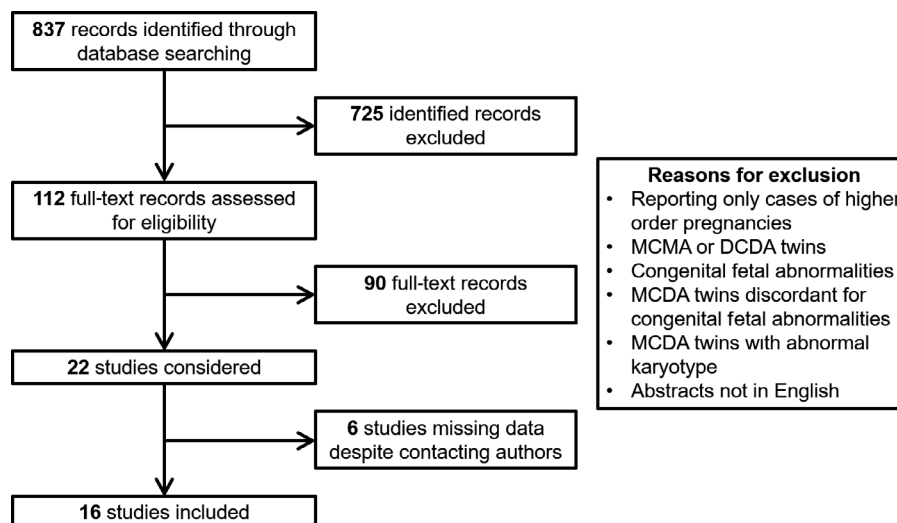 837 records identified through
database searching
725 identified records
excluded
112 full-text records assessed
for eligibility
90 full-text records
excluded
22 studies considered
6 studies missing data
despite contacting authors
16 studies included
Reasons for exclusion
• Reporting only cases of higher
order pregnancies
• MCMA or DCDA twins
• Congenital fetal abnormalities
• MCDA twins discordant for
congenital fetal abnormalities
• MCDA twins with abnormal
karyotype
• Abstracts not in English